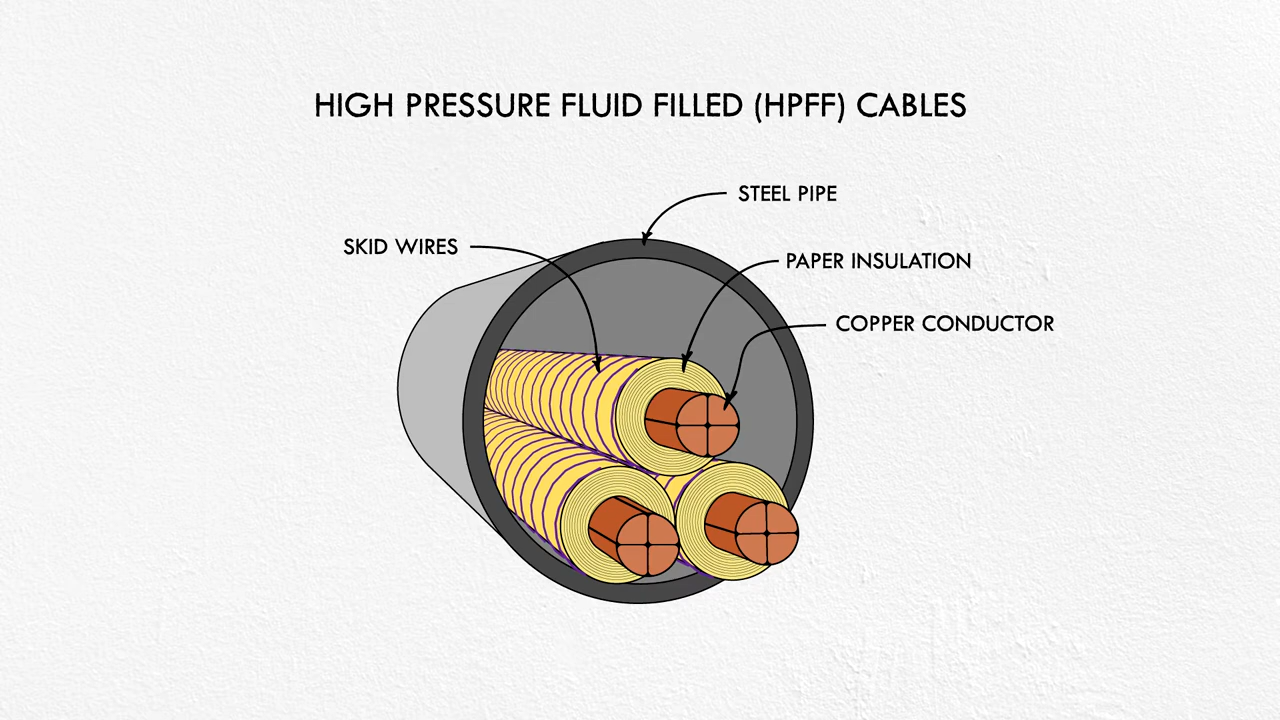 HIGH PRESSURE FLUID FILLED (HPFF) CABLES
STEEL PIPE
SKID WIRES
PAPER INSULATION
COPPER CONDUCTOR